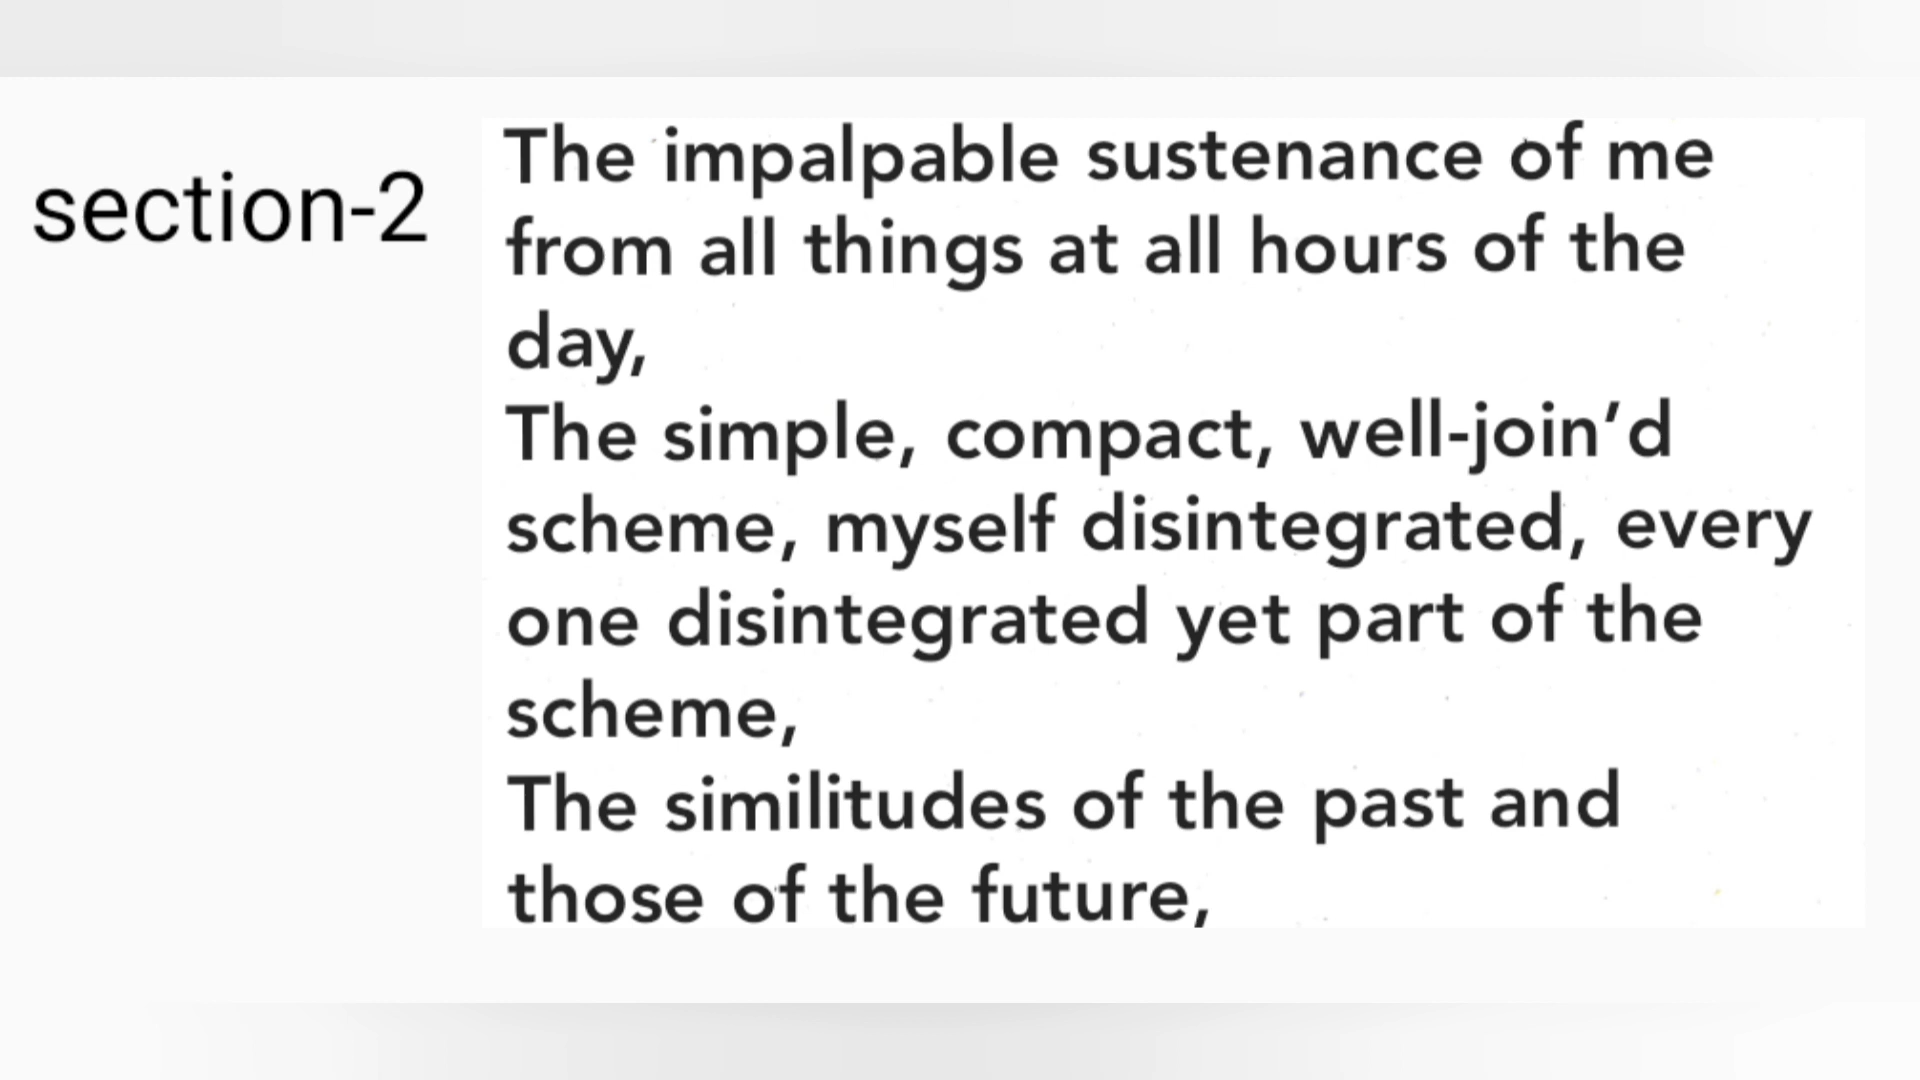 section-2
The impalpable sustenance of me
from all things at all hours of the
day,
The simple, compact, well-join’d
scheme, myself disintegrated, every
one disintegrated yet part of the
scheme,
The similitudes of the past and
those of the future,